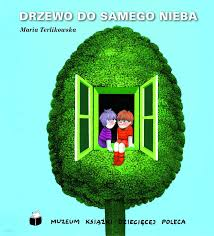 DRZEWO DO SAMEGO NIEBA
Maria Terlikowska
MUZEUM KSIĄŻKI DZIECIĘCEJ POLECA